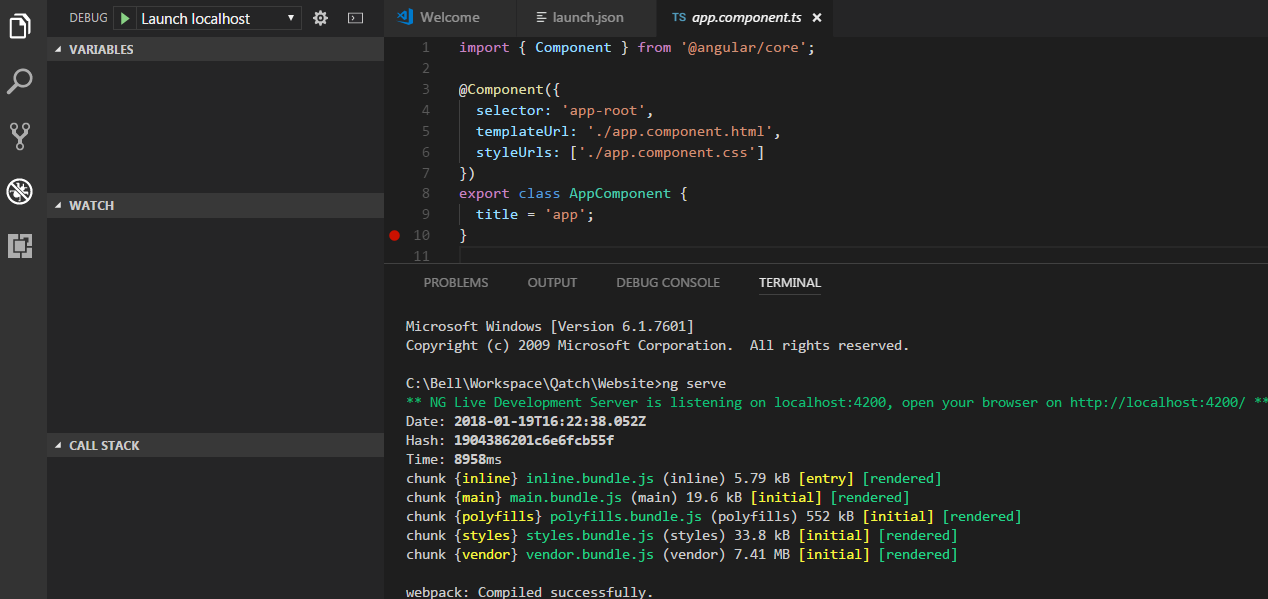 DEBUG Launch localhost
VARIABLES
WATCH
CALL STACK
Welcome launch.json TS app.component.ts
1 import { Component } from '@angular/core';
2
3 @Component({
4 selector: 'app-root',
5 templateUrl: './app.component.html',
6 styleUrls: ['./app.component.css']
7 })
8 export class AppComponent {
9 title = 'app';
10 }
11
PROBLEMS OUTPUT DEBUG CONSOLE TERMINAL
Microsoft Windows [Version 6.1.7601]
Copyright (c) 2009 Microsoft Corporation.  All rights reserved.
C:\Bell\Workspace\Qatch\Website>ng serve
** NG Live Development Server is listening on localhost:4200, open your browser on http://localhost:4200/ **
Date: 2018-01-19T16:22:38.052Z
Hash: 1904386201c6e6fcb55f
Time: 8958ms
chunk {inline} inline.bundle.js (inline) 5.79 kB [entry] [rendered]
chunk {main} main.bundle.js (main) 19.6 kB [initial] [rendered]
chunk {polyfills} polyfills.bundle.js (polyfills) 552 kB [initial] [rendered]
chunk {styles} styles.bundle.js (styles) 33.8 kB [initial] [rendered]
chunk {vendor} vendor.bundle.js (vendor) 7.41 MB [initial] [rendered]
webpack: Compiled successfully.